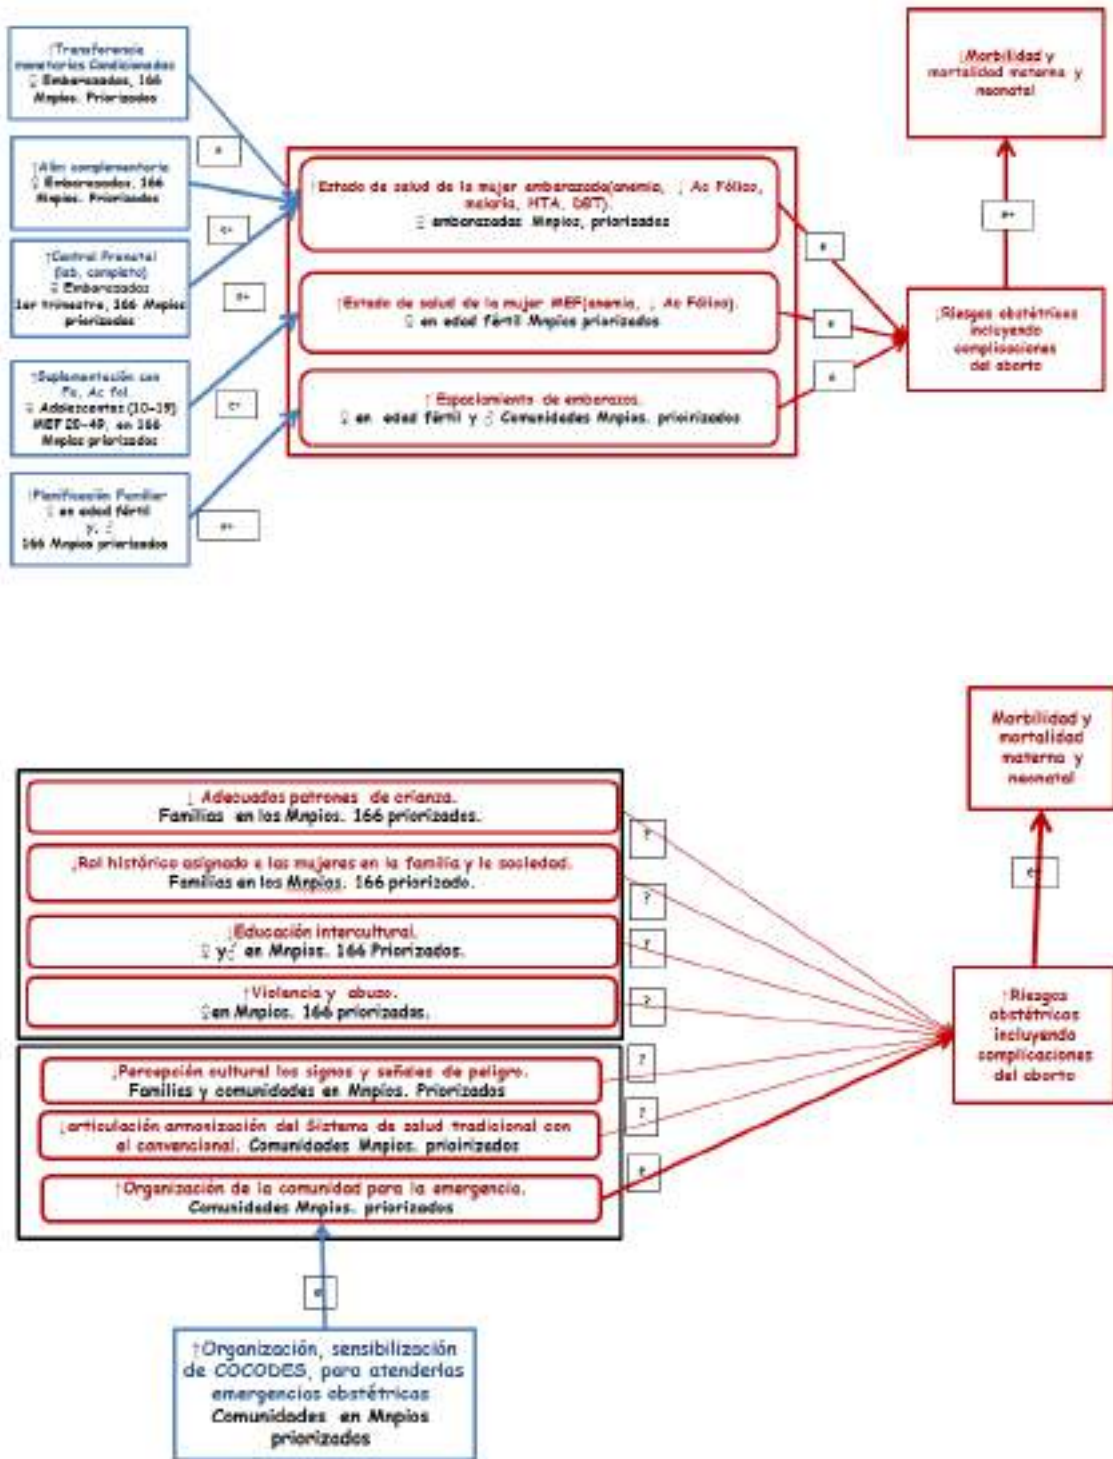 ↑Transferencia
monetarias Condicionadas
♀ Embarazadas, 166
Mnpios. Priorizados
↑Alim complementaria
♀ Embarazadas. 166
Mnpios. Priorizados
↑Control Prenatal
(lab. completo)
♀ Embarazadas
1er trimestre, 166 Mnpios
priorizados
↑Suplementación con
Fe, Ac fol.
♀ Adolescentes (10-19)
MEF 20-49, en 166
Mnpios priorizados
Planificación Familiar
♀ en edad fértil
y, ♂
166 Mnpios priorizados
e+
e+
e+
e+
↑Estado de salud de la mujer embarazada(anemia, ↓ Ac Fólico,
malaria, HTA, DBT).
♀ embarazadas Mnpios, priorizados
↑Estado de salud de la mujer MEF(anemia, ↓ Ac Fólico).
♀ en edad fértil Mnpios priorizados
↑ Espaciamiento de embarazos.
♀ en edad fértil y ♂ Comunidades Mnpios. prioirizados
e
e
e
↓Morbilidad y
mortalidad materna y
neonatal
e+
↓Riesgos obstétricos
incluyendo
complicaciones
del aborto
Morbilidad y
mortalidad
materna y
neonatal
↓ Adecuados patrones de crianza.
Familias en los Mnpios. 166 priorizados.
↓Rol histórico asignado a las mujeres en la familia y la sociedad.
Familias en los Mnpios. 166 priorizado.
↓Educación intercultural.
♀ y♂ en Mnpios. 166 Priorizados.
↑Violencia y abuzo.
♀en Mnpios. 166 priorizadas.
?
?
?
?
e+
↓Percepción cultural los signos y señales de peligro.
Familias y comunidades en Mnpios. Priorizados
↓articulación armonización del Sistema de salud tradicional con
el convencional. Comunidades Mnpios. prioirizados
↑Organización de la comunidad para la emergencia.
Comunidades Mnpios. priorizados
?
?
e
↑Riesgos
obstétricos
incluyendo
complicaciones
del aborto
e
↑Organización, sensibilización
de COCODES, para atenderlas
emergencias obstétricas
Comunidades en Mnpios
priorizados